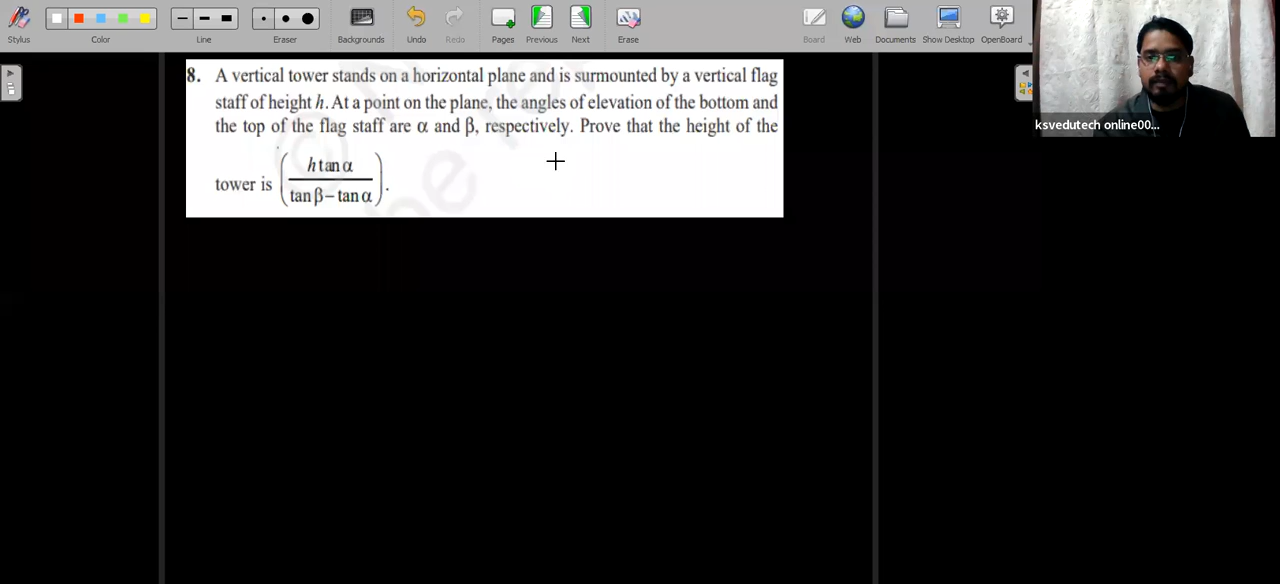 Stylus
Color
Line
Eraser
Backgrounds
Undo
Redo
Pages
Previous
Next
Erase
Board
Web
Documents
Show Desktop
OpenBoard
ksvedutech online00...
8. A vertical tower stands on a horizontal plane and is surmounted by a vertical flag
staff of height h. At a point on the plane, the angles of elevation of the bottom and
the top of the flag staff are α and β, respectively. Prove that the height of the
tower is (h tan α / tan β – tan α).